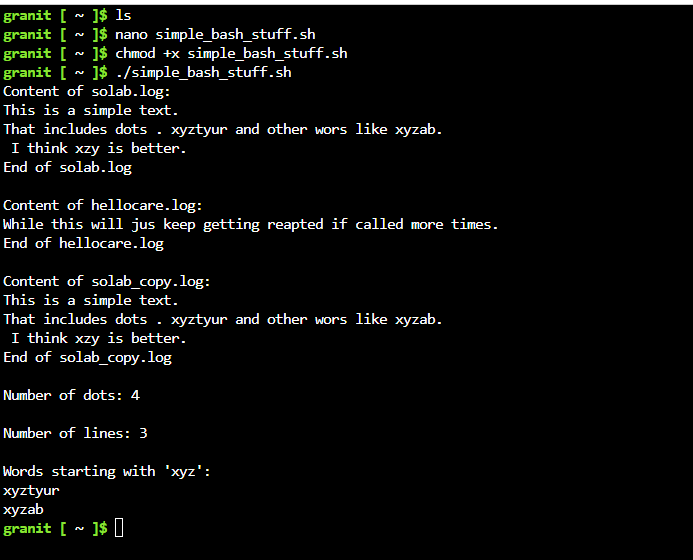 granit [ ~ ]$ ls
granit [ ~ ]$ nano simple_bash_stuff.sh
granit [ ~ ]$ chmod +x simple_bash_stuff.sh
granit [ ~ ]$ ./simple_bash_stuff.sh
Content of solab.log:
This is a simple text.
That includes dots . xyztyur and other wors like xyzab.
 I think xzy is better.
End of solab.log

Content of hellocare.log:
While this will jus keep getting reapted if called more times.
End of hellocare.log

Content of solab_copy.log:
This is a simple text.
That includes dots . xyztyur and other wors like xyzab.
 I think xzy is better.
End of solab_copy.log

Number of dots: 4

Number of lines: 3

Words starting with 'xyz':
xyztyur
xyzab
granit [ ~ ]$